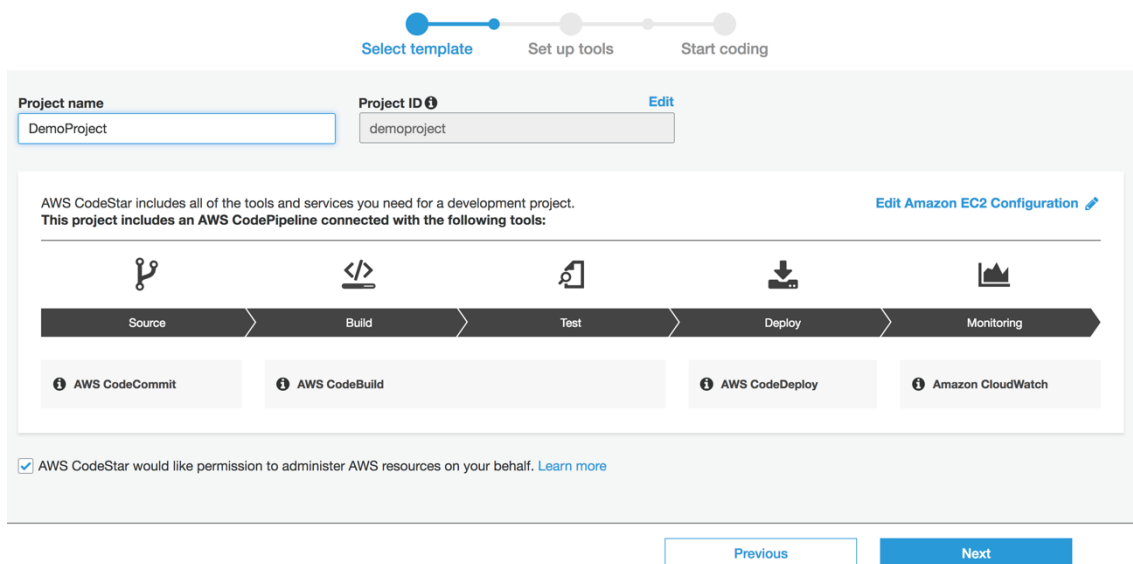 Select template
Set up tools
Start coding
Project name
Project ID
Edit
DemoProject
demoproject
AWS CodeStar includes all of the tools and services you need for a development project.
This project includes an AWS CodePipeline connected with the following tools:
Edit Amazon EC2 Configuration
Source
Build
Test
Deploy
Monitoring
AWS CodeCommit
AWS CodeBuild
AWS CodeDeploy
Amazon CloudWatch
AWS CodeStar would like permission to administer AWS resources on your behalf. Learn more
Previous
Next